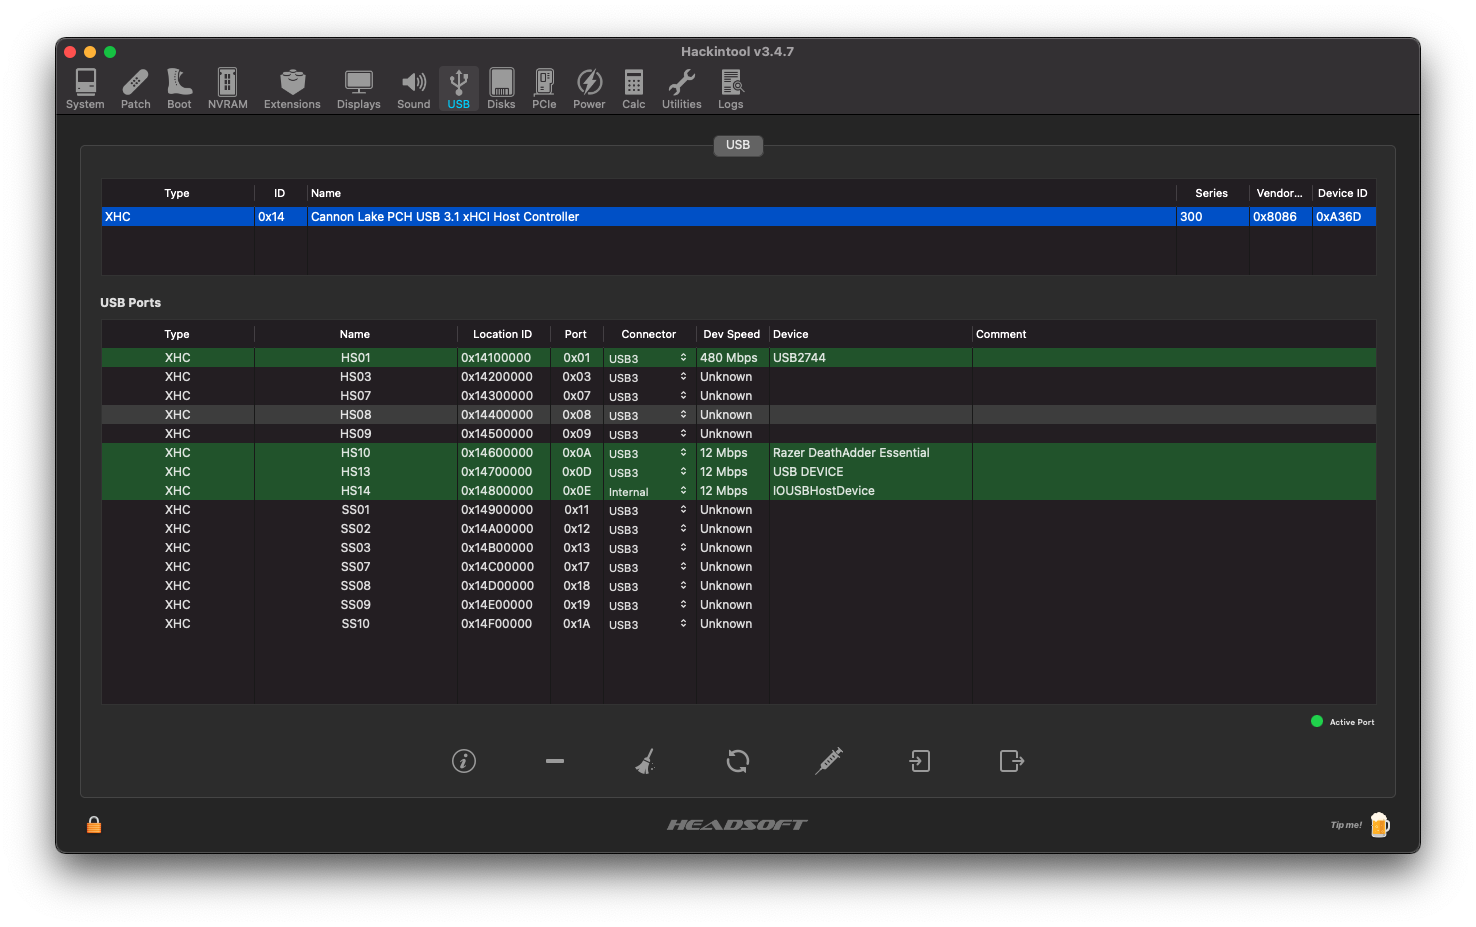 Hackintool v3.4.7
System Patch Boot NVRAM Extensions Displays Sound USB Disks PCIe Power Calc Utilities Logs
USB
Type ID Name Series Vendor... Device ID
XHC 0x14 Cannon Lake PCH USB 3.1 xHCI Host Controller 300 0x8086 0xA36D
USB Ports
Type Name Location ID Port Connector Dev Speed Device Comment
XHC HS01 0x14100000 0x01 USB3 480 Mbps USB2744
XHC HS03 0x14200000 0x03 USB3 Unknown
XHC HS07 0x14300000 0x07 USB3 Unknown
XHC HS08 0x14400000 0x08 USB3 Unknown
XHC HS09 0x14500000 0x09 USB3 Unknown
XHC HS10 0x14600000 0x0A USB3 12 Mbps Razer DeathAdder Essential
XHC HS13 0x14700000 0x0D USB3 12 Mbps USB DEVICE
XHC HS14 0x14800000 0x0E Internal 12 Mbps IOUSBHostDevice
XHC SS01 0x14900000 0x11 USB3 Unknown
XHC SS02 0x14A00000 0x12 USB3 Unknown
XHC SS03 0x14B00000 0x13 USB3 Unknown
XHC SS07 0x14C00000 0x17 USB3 Unknown
XHC SS08 0x14D00000 0x18 USB3 Unknown
XHC SS09 0x14E00000 0x19 USB3 Unknown
XHC SS10 0x14F00000 0x1A USB3 Unknown
Active Port
HEADSOFT
Tip me!